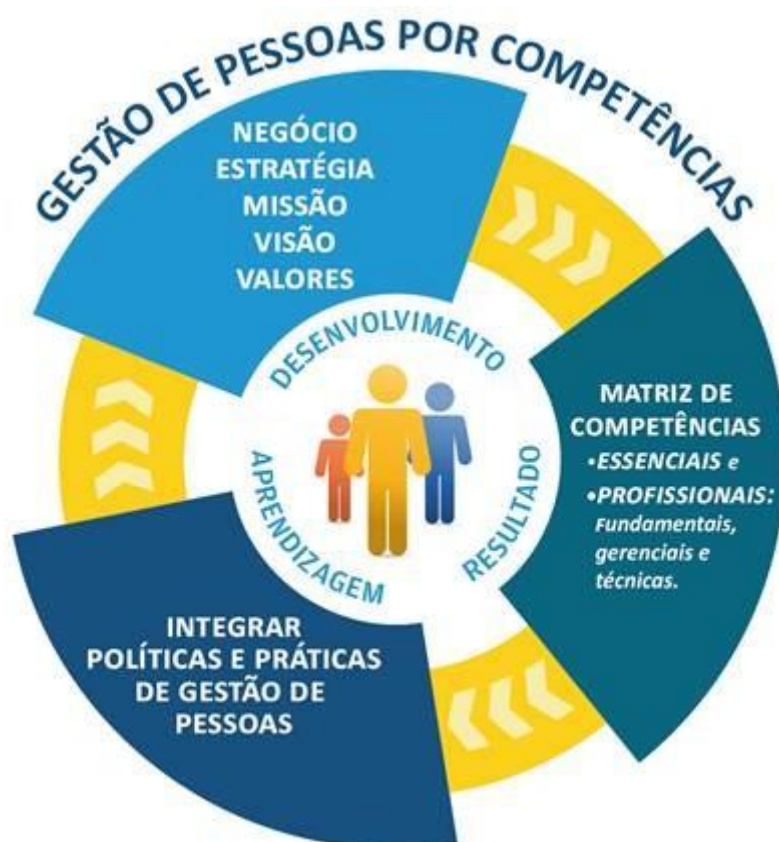 GESTÃO DE PESSOAS POR COMPETÊNCIAS
NEGÓCIO
ESTRATÉGIA
MISSÃO
VISÃO
VALORES
DESENVOLVIMENTO
MATRIZ DE
COMPETÊNCIAS
•ESSENCIAIS e
•PROFISSIONAIS:
Fundamentais,
gerenciais e
técnicas.
RESULTADO
APRENDIZAGEM
INTEGRAR
POLÍTICAS E PRÁTICAS
DE GESTÃO DE
PESSOAS